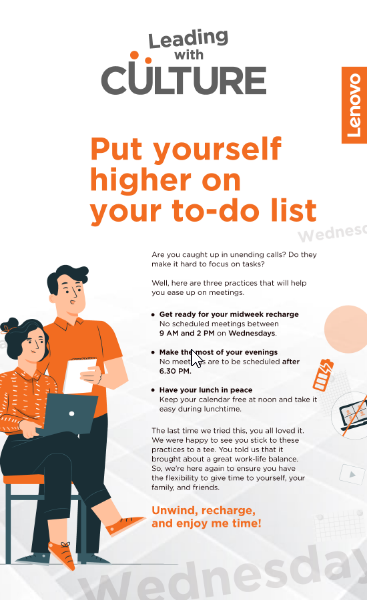 Leading
with
CULTURE
Lenovo
Put yourself
higher on
your to-do list
Wednesd
Are you caught up in unending calls? Do they
make it hard to focus on tasks?
Well, here are three practices that will help
you ease up on meetings.
• Get ready for your midweek recharge
No scheduled meetings between
9 AM and 2 PM on Wednesdays.
• Make the most of your evenings
No meetings are to be scheduled after
6.30 PM.
• Have your lunch in peace
Keep your calendar free at noon and take it
easy during lunchtime.
The last time we tried this, you all loved it.
We were happy to see you stick to these
practices to a tee. You told us that it
brought about a great work-life balance.
So, we're here again to ensure you have
the flexibility to give time to yourself, your
family, and friends.
Unwind, recharge,
and enjoy me time!
Wednesday